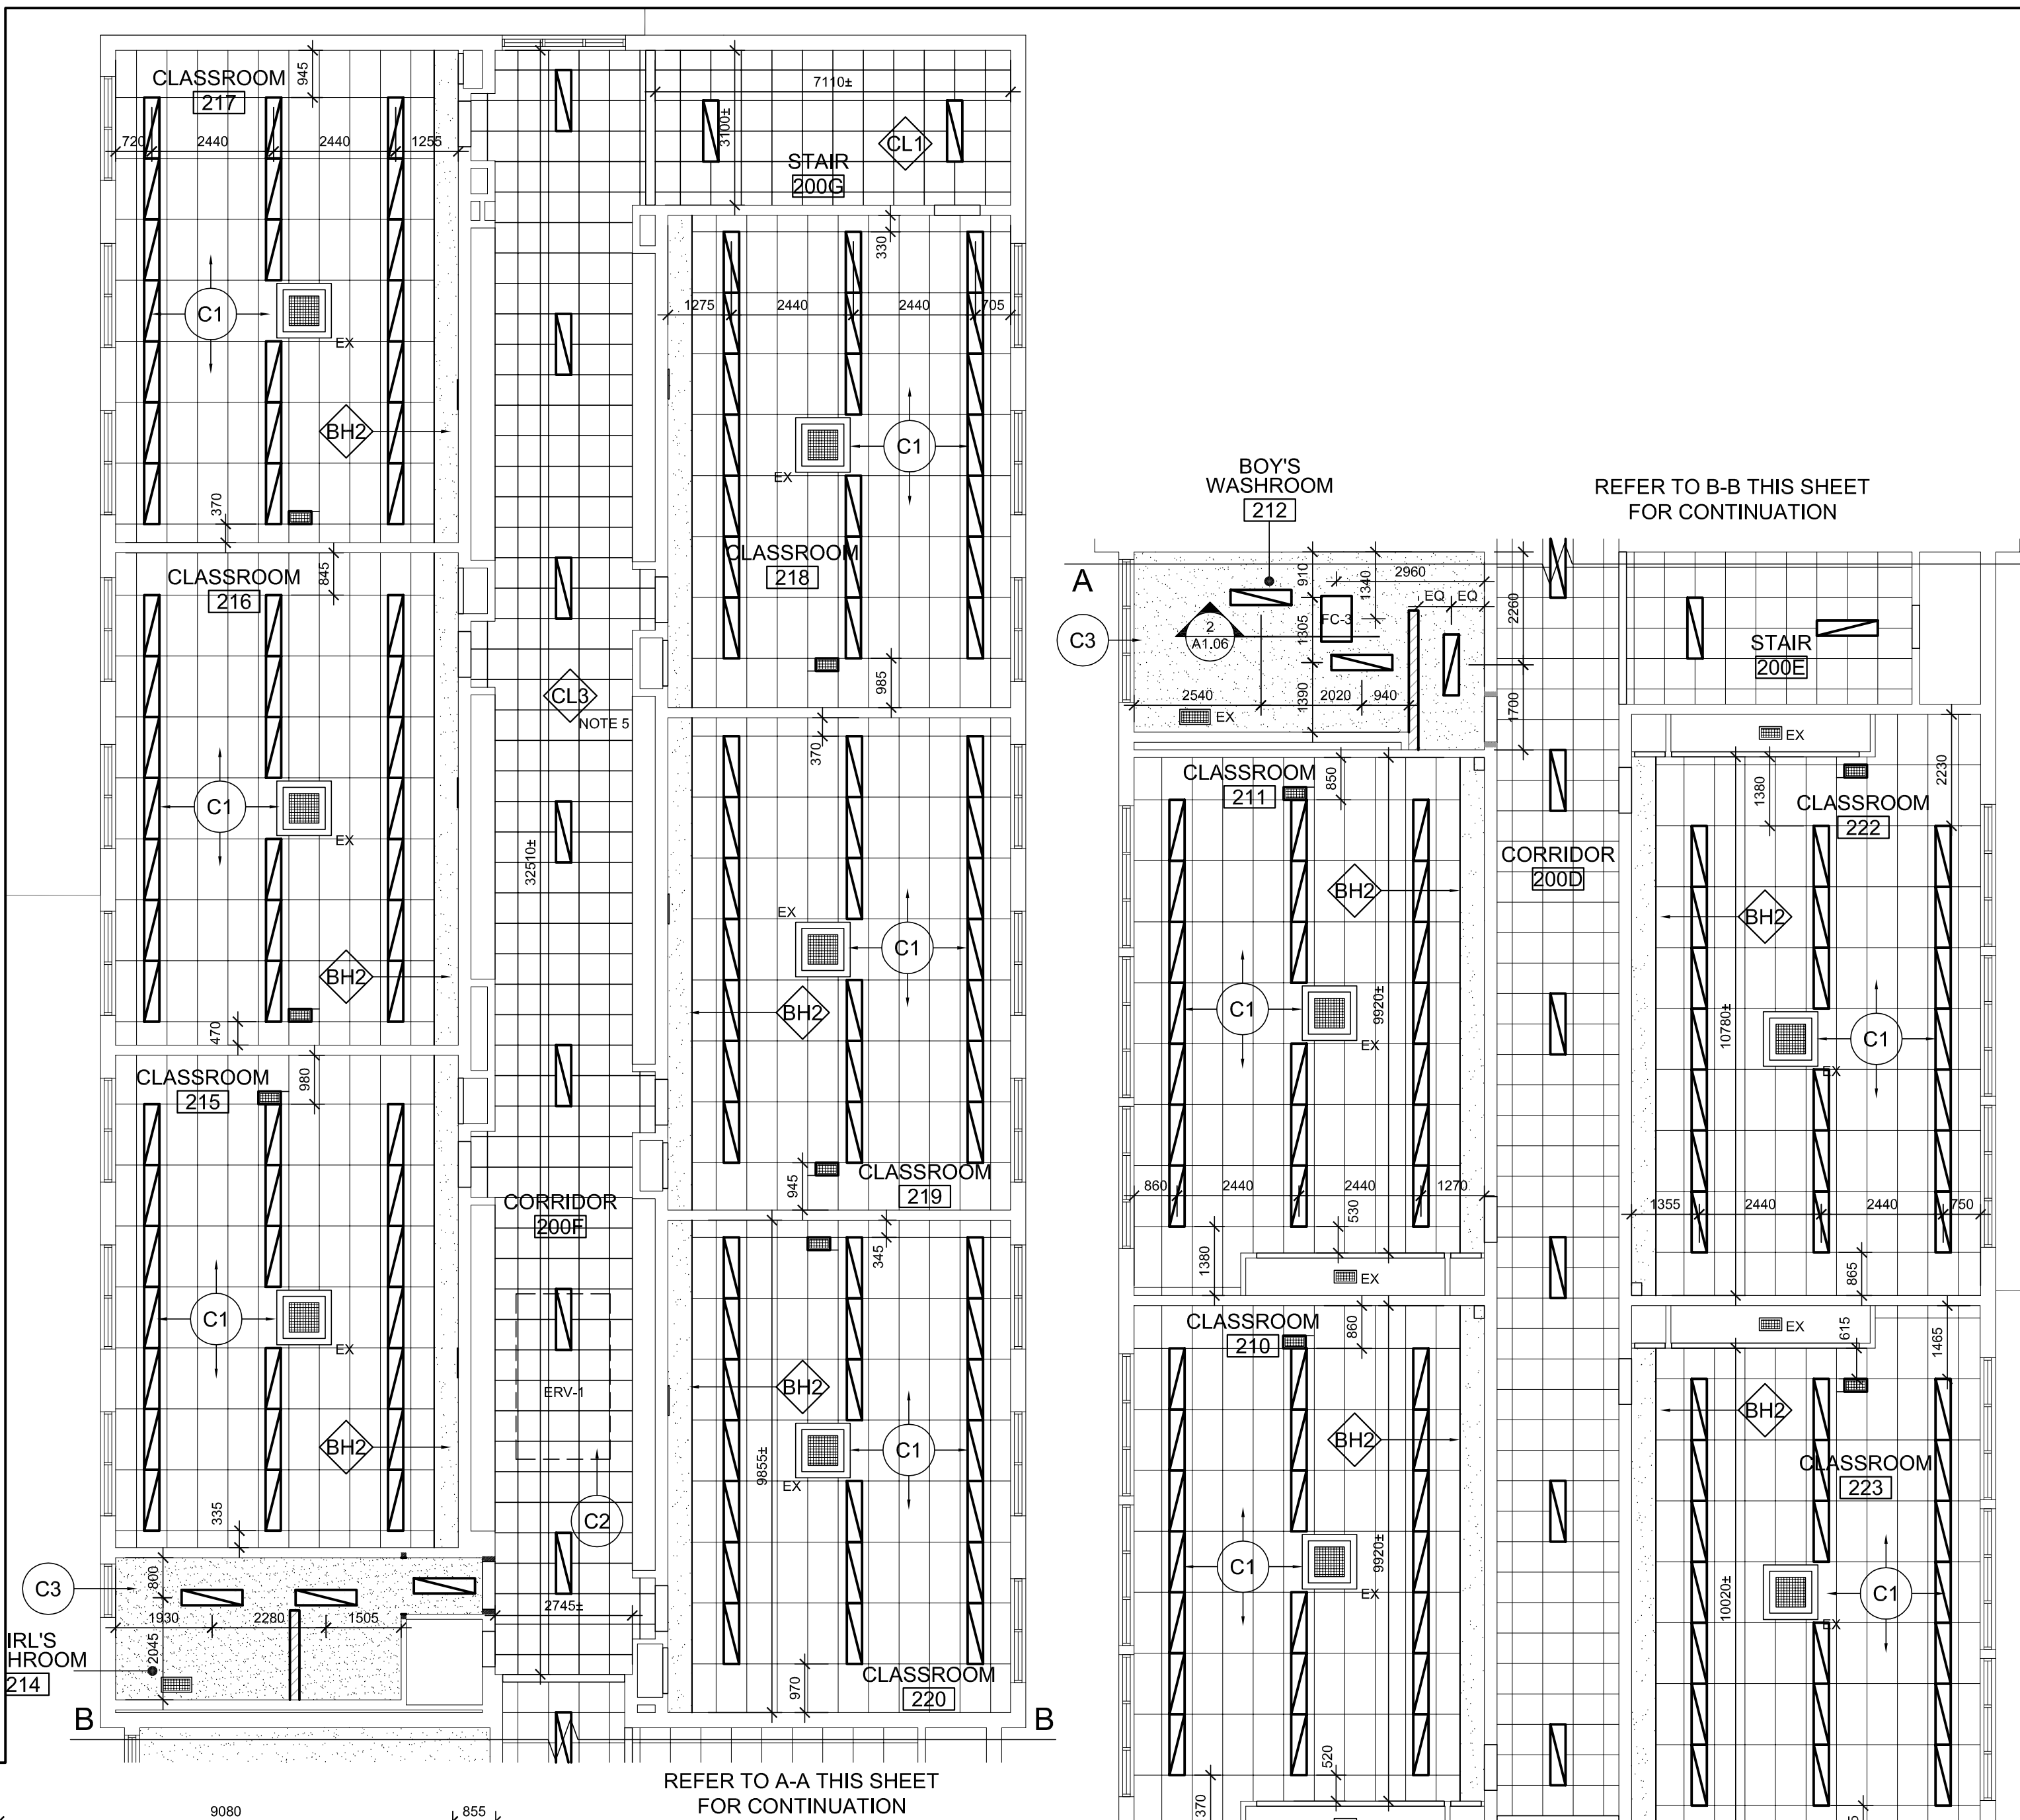 CLASSROOM
217
945
720
2440
2440
1255
C1
EX
BH2
370
CLASSROOM
216
845
C1
EX
BH2
470
CLASSROOM
215
980
C1
EX
BH2
335
C3
800
1930
2280
1505
2045
IRL'S
HROOM
214
B
9080
855
7110±
3100±
CL1
STAIR
200G
330
1275
2440
2440
705
C1
EX
CLASSROOM
218
985
CL3
NOTE 5
32510±
370
EX
C1
BH2
945
CLASSROOM
219
CORRIDOR
200F
ERV-1
C2
2745±
345
BH2
C1
EX
9855±
970
CLASSROOM
220
B
REFER TO A-A THIS SHEET
FOR CONTINUATION
BOY'S
WASHROOM
212
REFER TO B-B THIS SHEET
FOR CONTINUATION
A
C3
910
1340
2960
EQ
EQ
2260
2
A1.06
FC-3
1305
2540
1390
2020
940
EX
1700
STAIR
200E
EX
2230
CLASSROOM
211
850
BH2
C1
9920±
EX
860
2440
2440
1270
530
1380
EX
CORRIDOR
200D
1380
CLASSROOM
222
BH2
10780±
C1
EX
1355
2440
2440
750
865
CLASSROOM
210
860
BH2
C1
9920±
EX
520
370
EX
615
1465
BH2
CLASSROOM
223
10020±
C1
EX